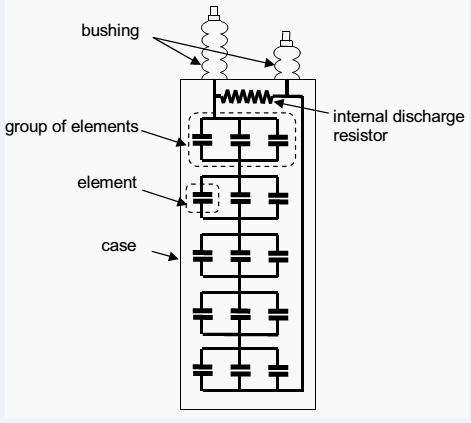 bushing
internal discharge
resistor
group of elements
element
case